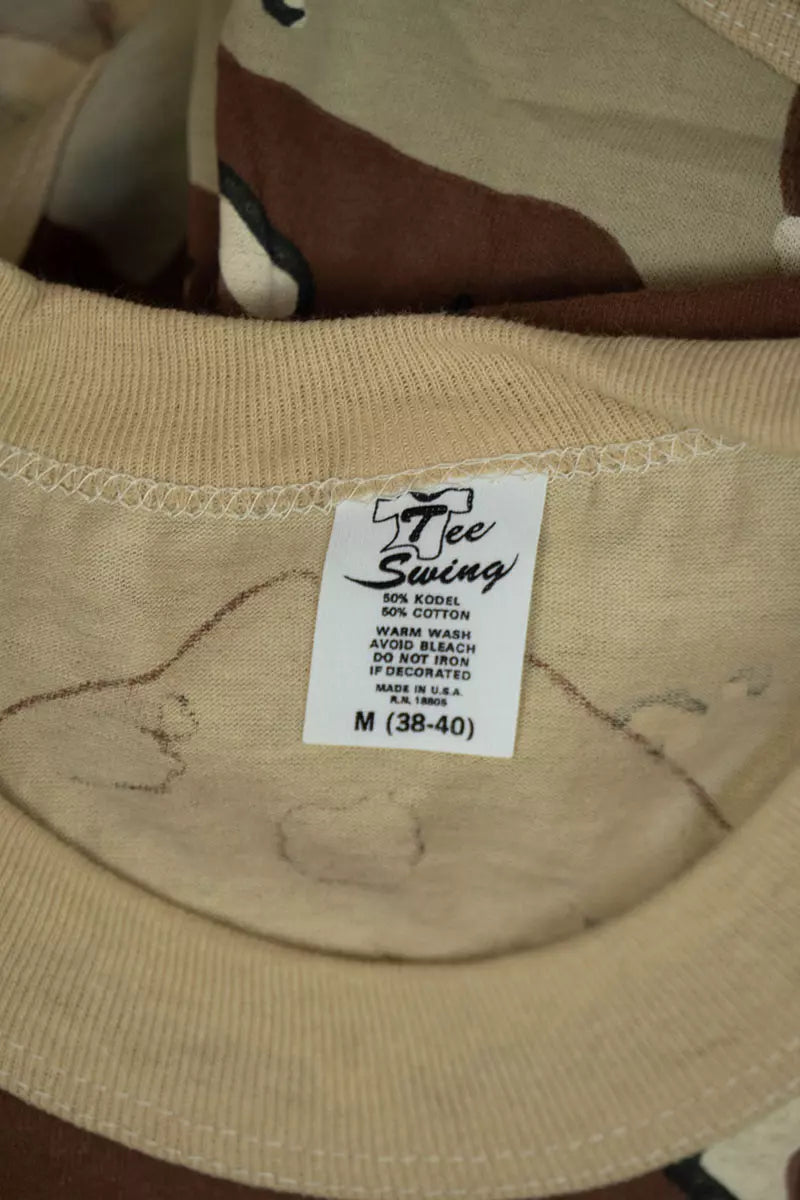 Tee
Swing
50% KODEL
50% COTTON
WARM WASH
AVOID BLEACH
DO NOT IRON
IF DECORATED
MADE IN U.S.A.
R.N. 18805
M (38-40)